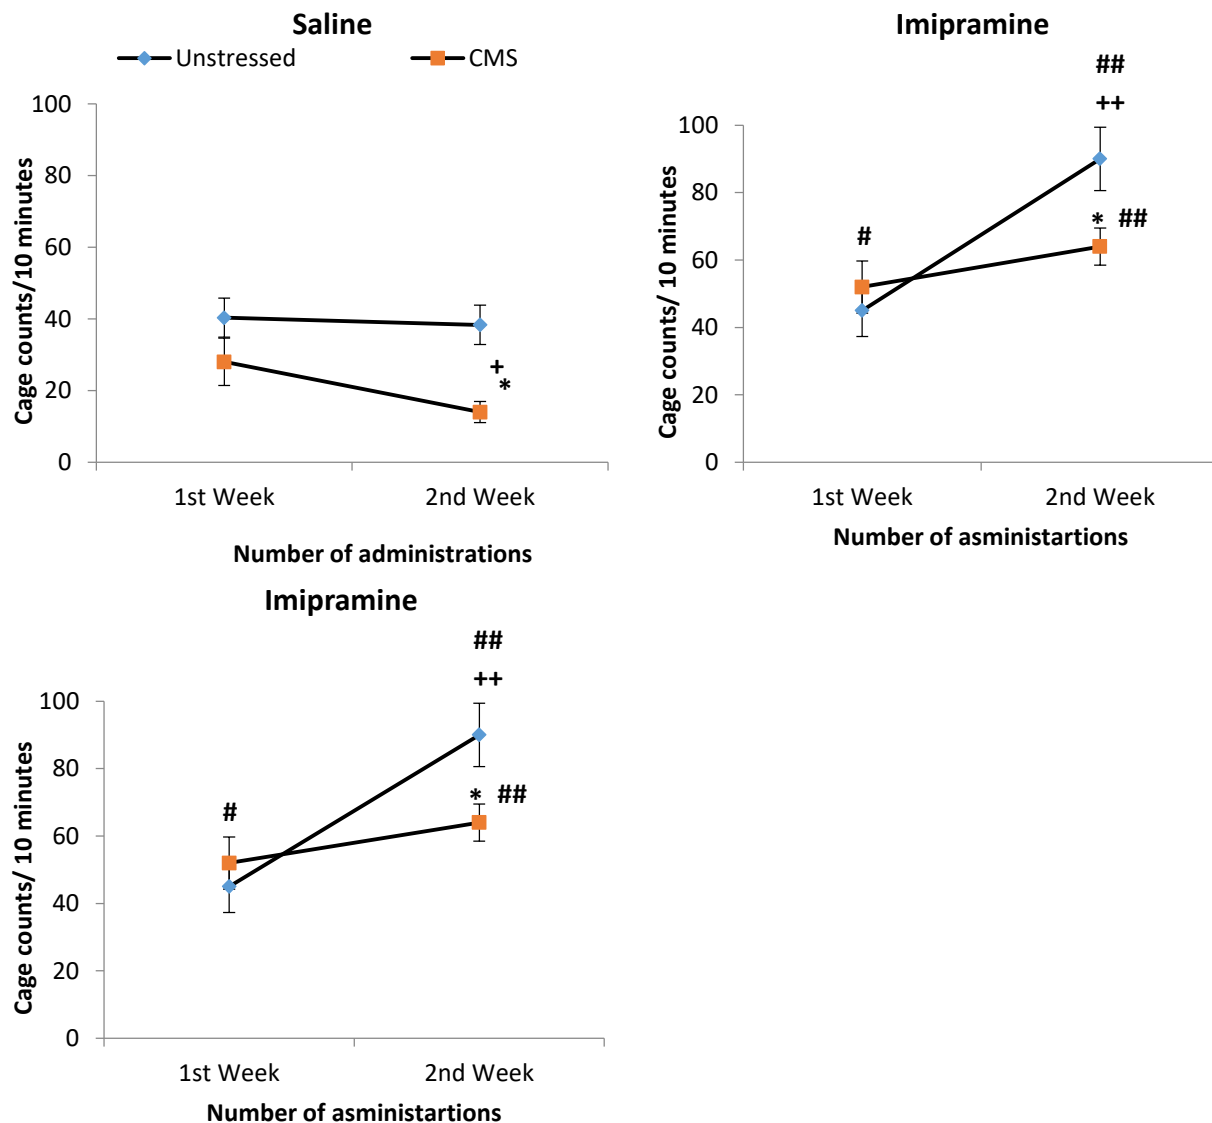 Saline
Unstressed CMS
Cage counts/10 minutes
100
80
60
40
20
0
+
*
1st Week 2nd Week
Number of administrations
Imipramine
##
++
Cage counts/ 10 minutes
100
80
60
40
20
0
#
* ##
1st Week 2nd Week
Number of asministartions
Imipramine
##
++
Cage counts/ 10 minutes
100
80
60
40
20
0
#
* ##
1st Week 2nd Week
Number of asministartions